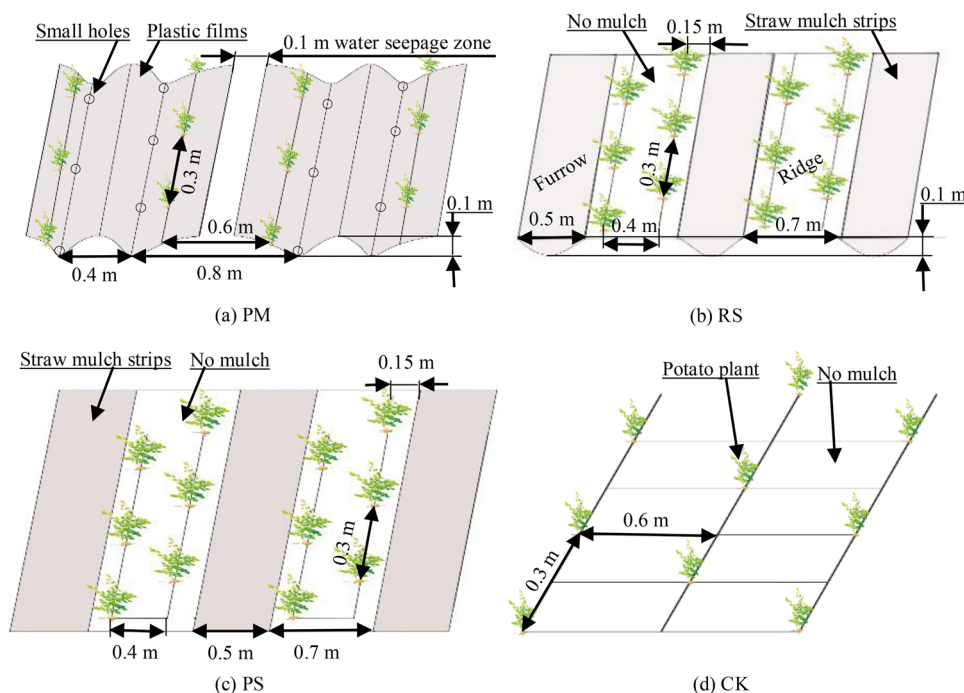 Small holes
Plastic films
0.1 m water seepage zone
0.3 m
0.6 m
0.1 m
0.4 m
0.8 m
(a) PM
No mulch
0.15 m
Straw mulch strips
Furrow
0.3 m
Ridge
0.1 m
0.5 m
0.4 m
0.7 m
(b) RS
Straw mulch strips
No mulch
0.15 m
0.3 m
0.4 m
0.5 m
0.7 m
(c) PS
Potato plant
No mulch
0.6 m
0.3 m
(d) CK